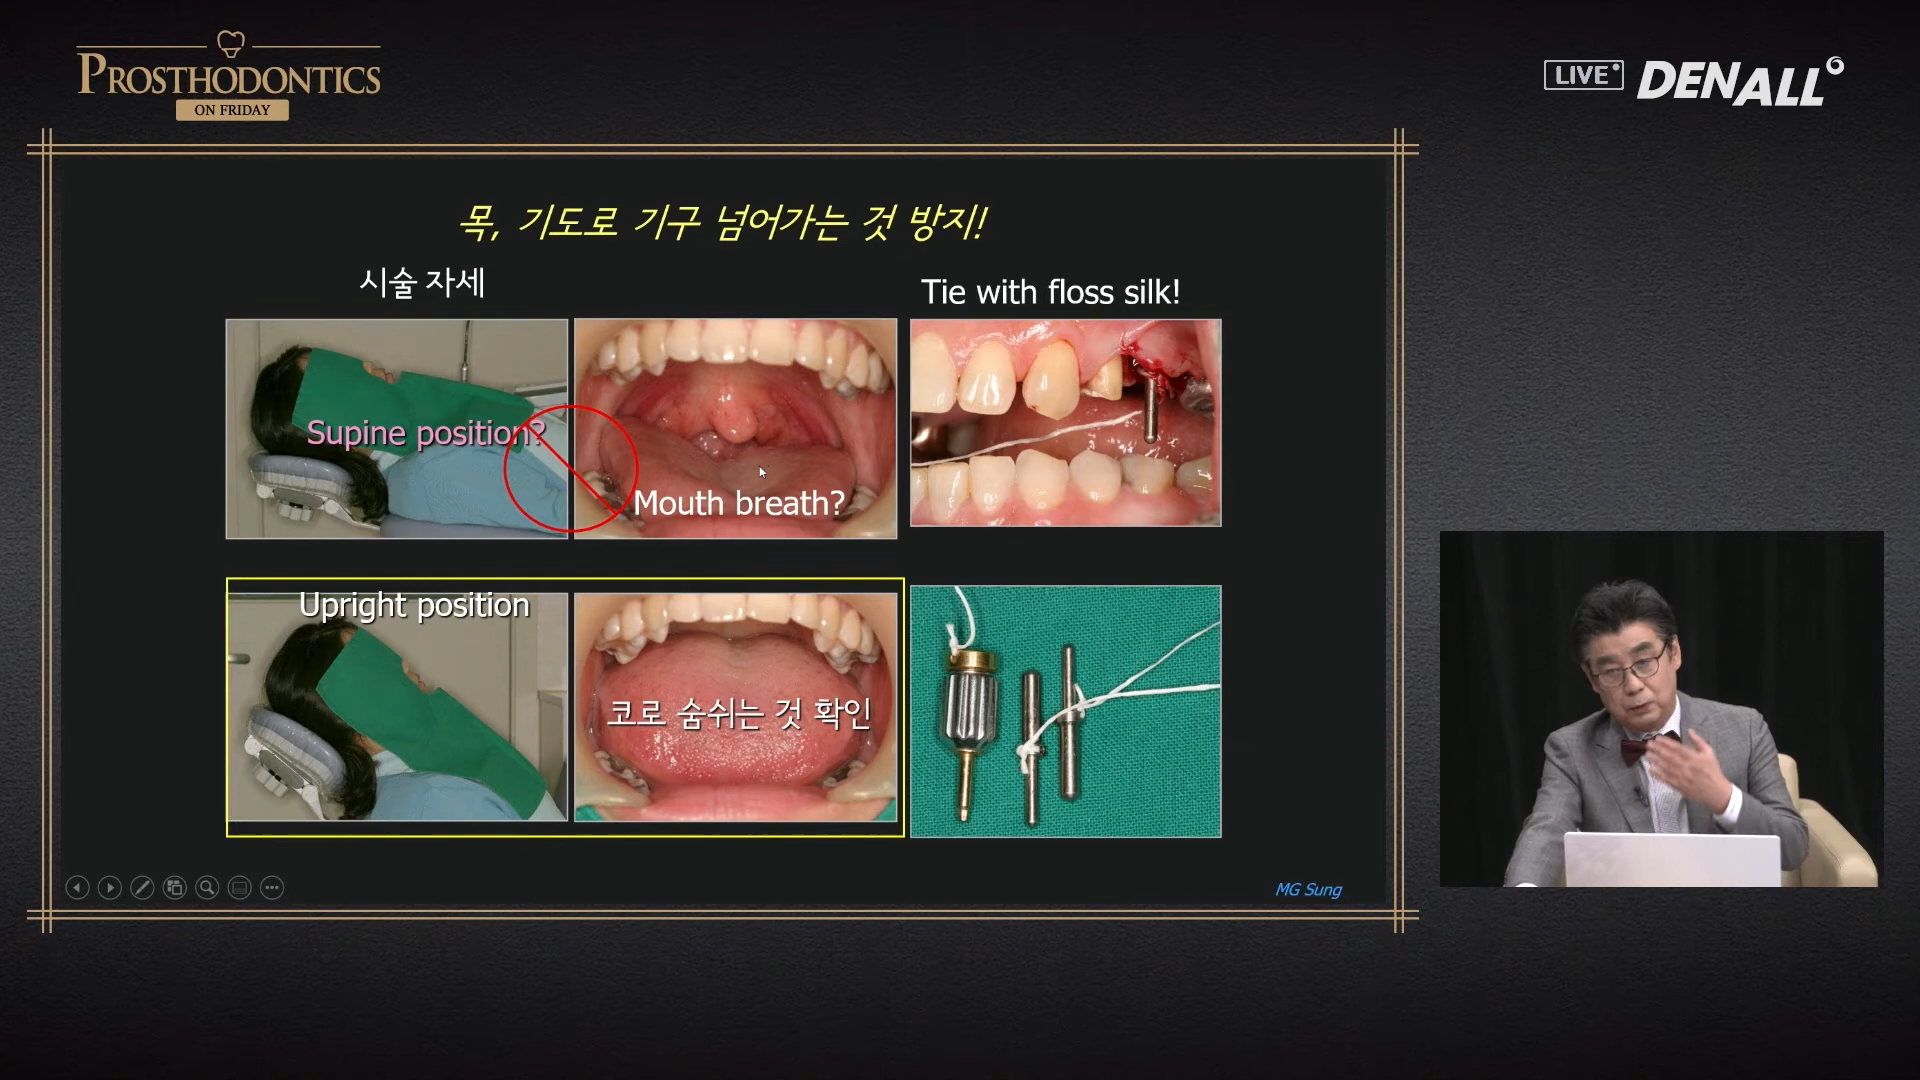 PROSTHODONTICS
ON FRIDAY
LIVE
DENALL
목, 기도로 기구 넘어가는 것 방지!
시술 자세
Tie with floss silk!
Supine position?
Mouth breath?
Upright position
코로 숨쉬는 것 확인
MG Sung